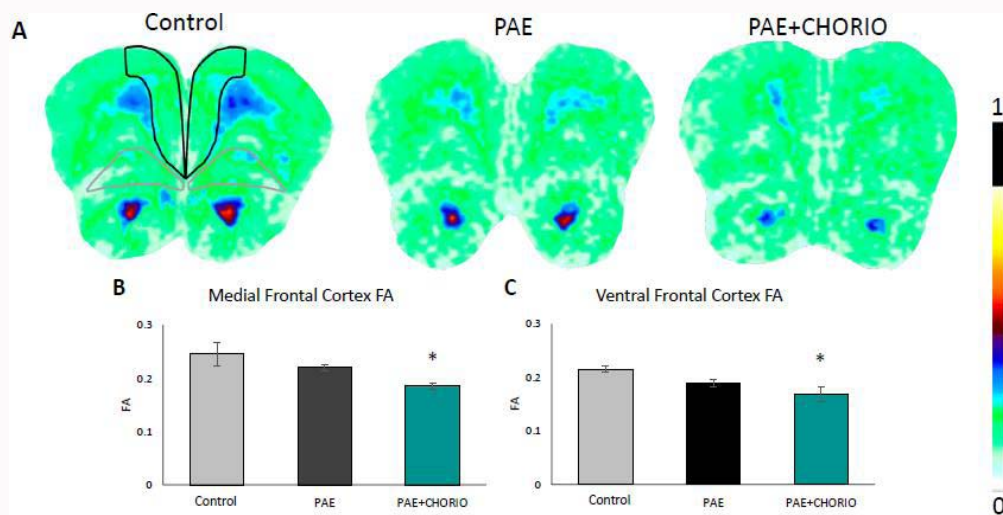 A
Control
PAE
PAE+CHORIO
1
0
B
Medial Frontal Cortex FA
0.3
0.2
0.1
0
FA
*
Control
PAE
PAE+CHORIO
C
Ventral Frontal Cortex FA
0.3
0.2
0.1
0
FA
*
Control
PAE
PAE+CHORIO